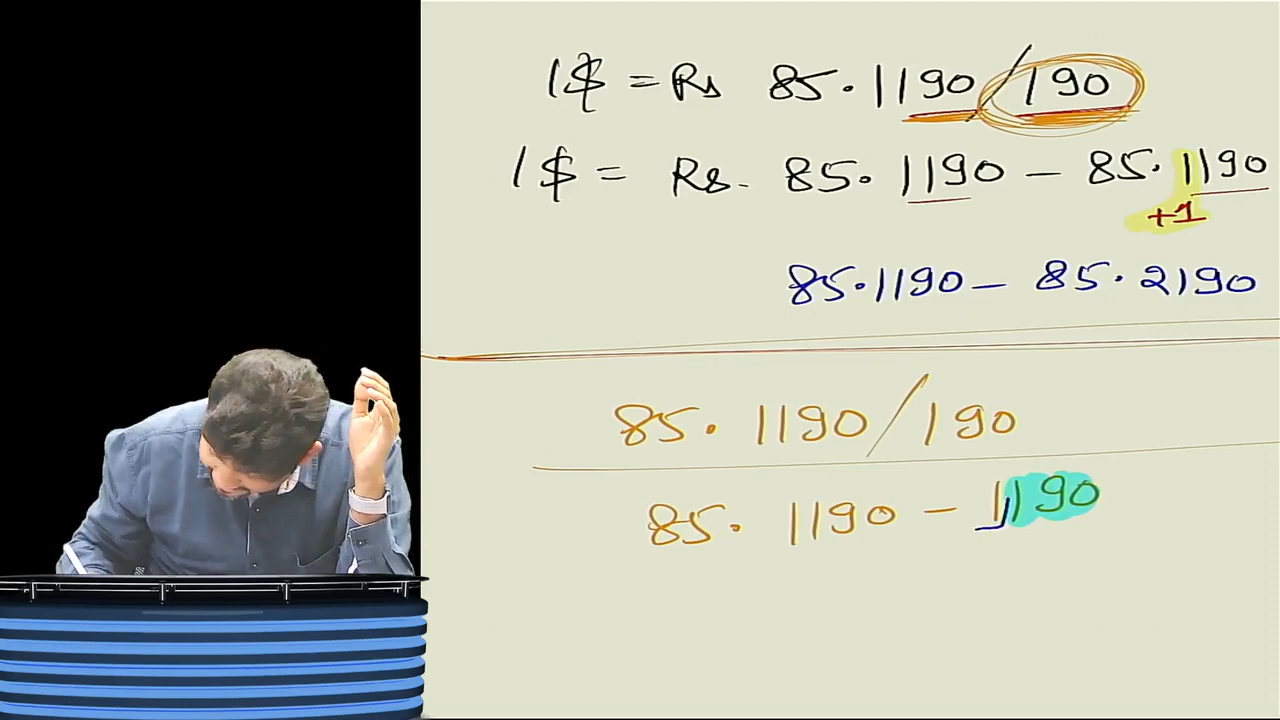 1$ = Rs 85.1190/190
1$ = Rs. 85.1190 - 85.1190
+1
85.1190 - 85.2190
85.1190/190
85.1190 - 1190